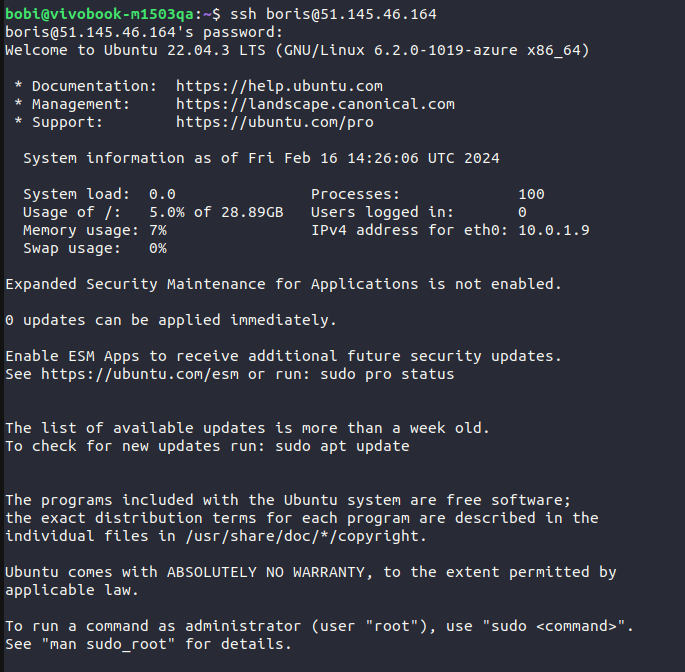 bobi@vivobook-m1503qa:~$ ssh boris@51.145.46.164
boris@51.145.46.164's password:
Welcome to Ubuntu 22.04.3 LTS (GNU/Linux 6.2.0-1019-azure x86_64)

 * Documentation:  https://help.ubuntu.com
 * Management:     https://landscape.canonical.com
 * Support:        https://ubuntu.com/pro

  System information as of Fri Feb 16 14:26:06 UTC 2024

  System load:  0.0               Processes:             100
  Usage of /:   5.0% of 28.89GB   Users logged in:       0
  Memory usage: 7%                IPv4 address for eth0: 10.0.1.9
  Swap usage:   0%

Expanded Security Maintenance for Applications is not enabled.

0 updates can be applied immediately.

Enable ESM Apps to receive additional future security updates.
See https://ubuntu.com/esm or run: sudo pro status


The list of available updates is more than a week old.
To check for new updates run: sudo apt update


The programs included with the Ubuntu system are free software;
the exact distribution terms for each program are described in the
individual files in /usr/share/doc/*/copyright.

Ubuntu comes with ABSOLUTELY NO WARRANTY, to the extent permitted by
applicable law.

To run a command as administrator (user "root"), use "sudo <command>".
See "man sudo_root" for details.